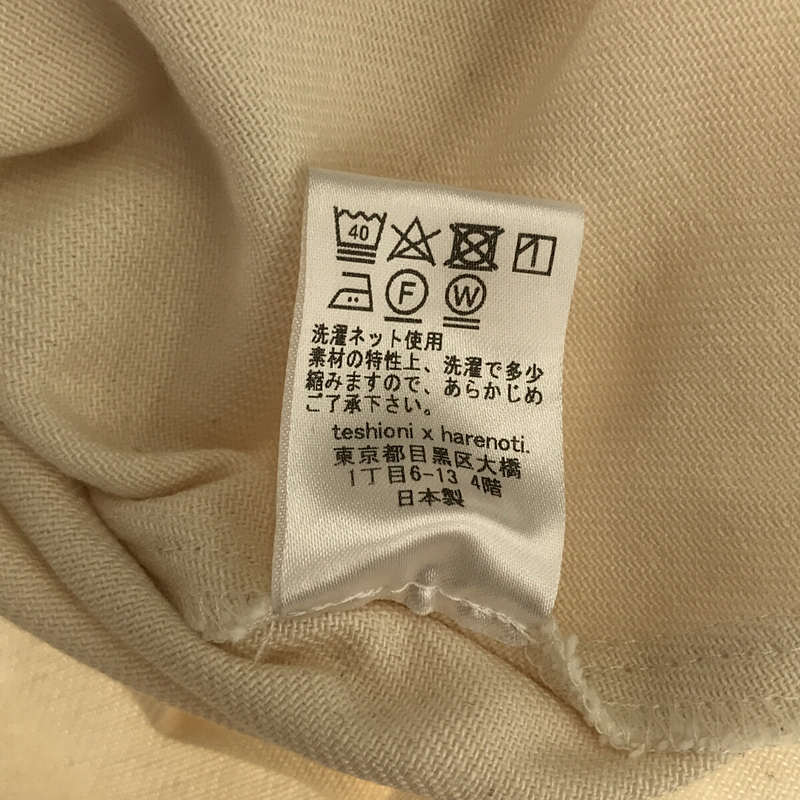 40
F W
洗濯ネット使用
素材の特性上、洗濯で多少
縮みますので、あらかじめ
ご了承下さい。
teshioni x harenoti.
東京都目黒区大橋
1丁目6-13 4階
日本製